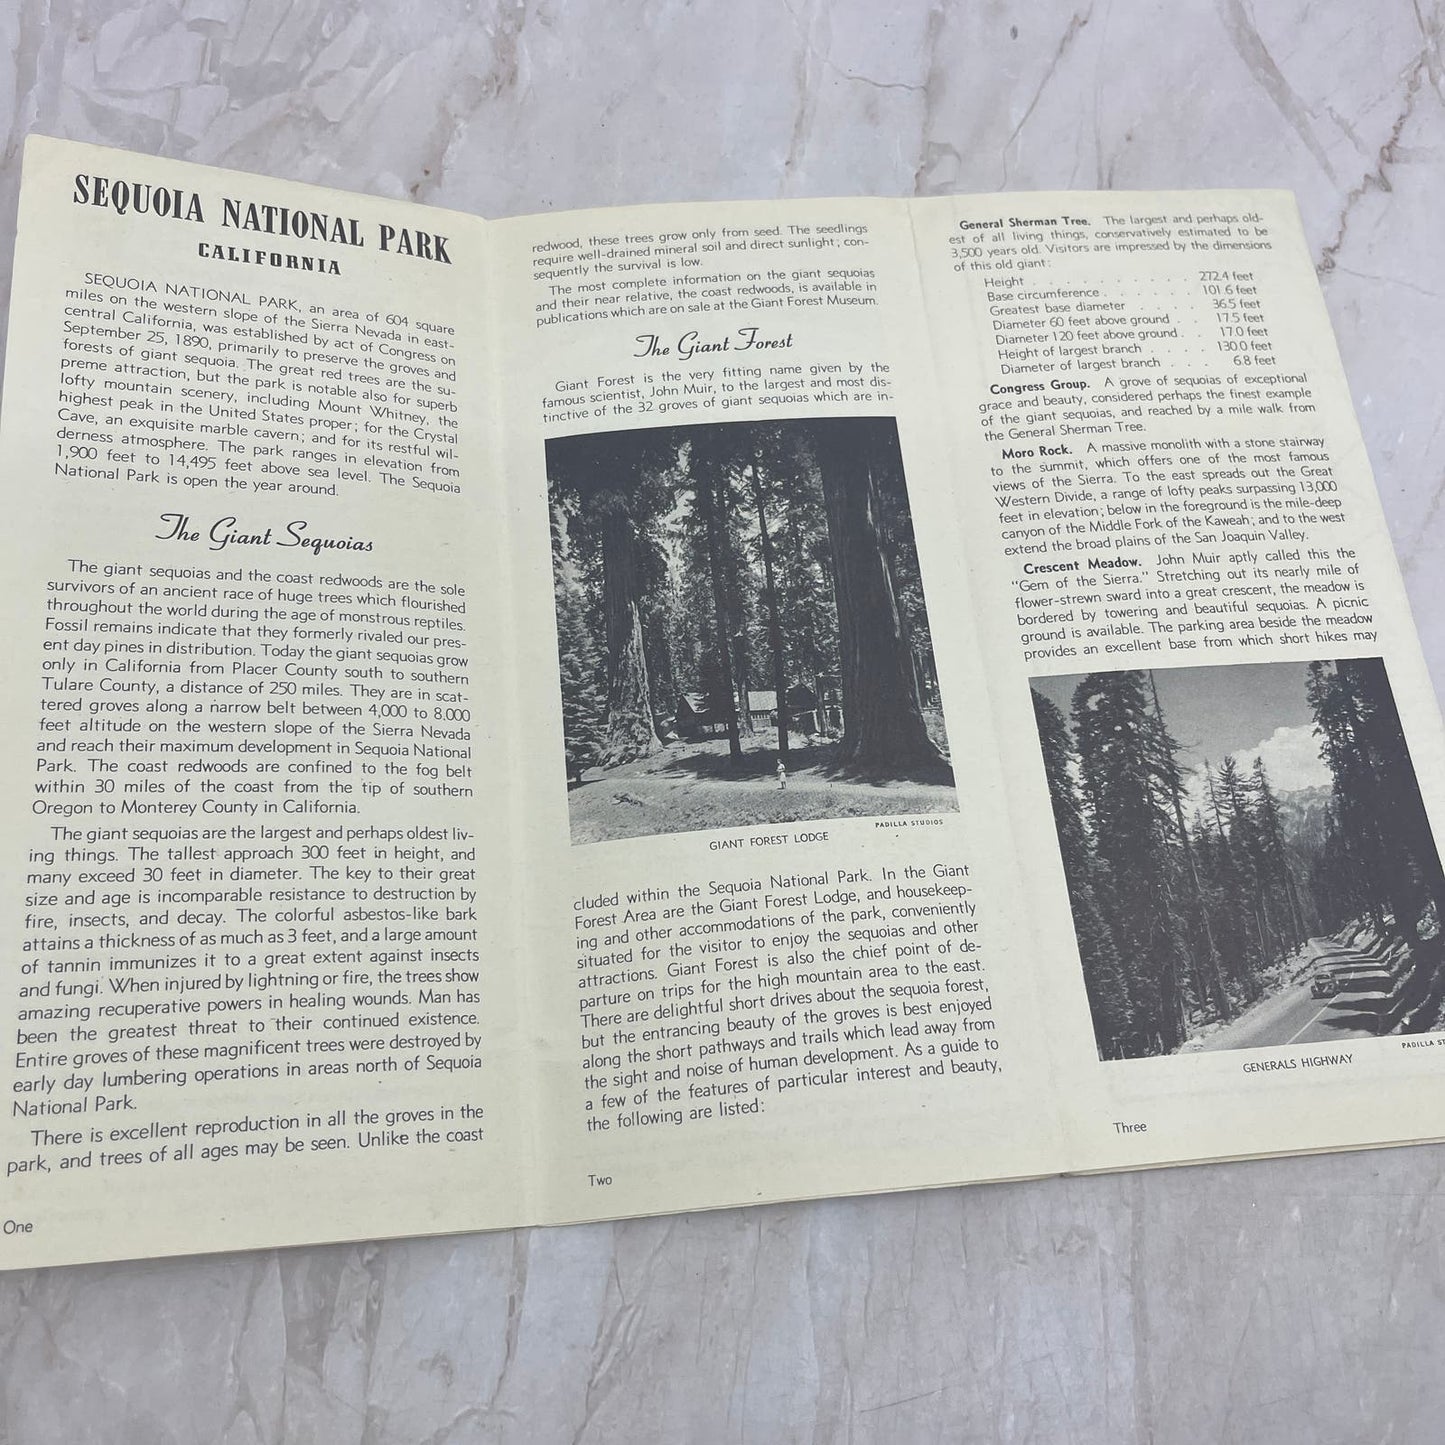 SEQUOIA NATIONAL PARK
CALIFORNIA
SEQUOIA NATIONAL PARK, an area of 604 square
miles on the western slope of the Sierra Nevada in east-
central California, was established by act of Congress on
September 25, 1890, primarily to preserve the groves and
forests of giant sequoia. The great red trees are the su-
preme attraction, but the park is notable also for superb
lofty mountain scenery, including Mount Whitney, the
highest peak in the United States proper; for the Crystal
Cave, an exquisite marble cavern; and for its restful wil-
derness atmosphere. The park ranges in elevation from
1,900 feet to 14,495 feet above sea level. The Sequoia
National Park is open the year around.
The Giant Sequoias
The giant sequoias and the coast redwoods are the sole
survivors of an ancient race of huge trees which flourished
throughout the world during the age of monstrous reptiles.
Fossil remains indicate that they formerly rivaled our pres-
ent day pines in distribution. Today the giant sequoias grow
only in California from Placer County south to southern
Tulare County, a distance of 250 miles. They are in scat-
tered groves along a narrow belt between 4,000 to 8,000
feet altitude on the western slope of the Sierra Nevada
and reach their maximum development in Sequoia National
Park. The coast redwoods are confined to the fog belt
within 30 miles of the coast from the tip of southern
Oregon to Monterey County in California.
The giant sequoias are the largest and perhaps oldest liv-
ing things. The tallest approach 300 feet in height, and
many exceed 30 feet in diameter. The key to their great
size and age is incomparable resistance to destruction by
fire, insects, and decay. The colorful asbestos-like bark
attains a thickness of as much as 3 feet, and a large amount
of tannin immunizes it to a great extent against insects
and fungi. When injured by lightning or fire, the trees show
amazing recuperative powers in healing wounds. Man has
been the greatest threat to their continued existence.
Entire groves of these magnificent trees were destroyed by
early day lumbering operations in areas north of Sequoia
National Park.
There is excellent reproduction in all the groves in the
park, and trees of all ages may be seen. Unlike the coast
One
redwood, these trees grow only from seed. The seedlings
require well-drained mineral soil and direct sunlight; con-
sequently the survival is low.
The most complete information on the giant sequoias
and their near relative, the coast redwoods, is available in
publications which are on sale at the Giant Forest Museum.
The Giant Forest
Giant Forest is the very fitting name given by the
famous scientist, John Muir, to the largest and most dis-
tinctive of the 32 groves of giant sequoias which are in-
PADILLA STUDIOS
GIANT FOREST LODGE
cluded within the Sequoia National Park. In the Giant
Forest Area are the Giant Forest Lodge, and housekeep-
ing and other accommodations of the park, conveniently
situated for the visitor to enjoy the sequoias and other
attractions. Giant Forest is also the chief point of de-
parture on trips for the high mountain area to the east.
There are delightful short drives about the sequoia forest,
but the entrancing beauty of the groves is best enjoyed
along the short pathways and trails which lead away from
the sight and noise of human development. As a guide to
a few of the features of particular interest and beauty,
the following are listed:
Two
General Sherman Tree. The largest and perhaps old-
est of all living things, conservatively estimated to be
3,500 years old. Visitors are impressed by the dimensions
of this old giant:
Height . . . . . . . . . . 272.4 feet
Base circumference . . . . . . 101.6 feet
Greatest base diameter . . . . . 36.5 feet
Diameter 60 feet above ground . . 17.5 feet
Diameter 120 feet above ground . . 17.0 feet
Height of largest branch . . . . 130.0 feet
Diameter of largest branch . . . 6.8 feet
Congress Group. A grove of sequoias of exceptional
grace and beauty, considered perhaps the finest example
of the giant sequoias, and reached by a mile walk from
the General Sherman Tree.
Moro Rock. A massive monolith with a stone stairway
to the summit, which offers one of the most famous
views of the Sierra. To the east spreads out the Great
Western Divide, a range of lofty peaks surpassing 13,000
feet in elevation; below in the foreground is the mile-deep
canyon of the Middle Fork of the Kaweah; and to the west
extend the broad plains of the San Joaquin Valley.
Crescent Meadow. John Muir aptly called this the
"Gem of the Sierra." Stretching out its nearly mile of
flower-strewn sward into a great crescent, the meadow is
bordered by towering and beautiful sequoias. A picnic
ground is available. The parking area beside the meadow
provides an excellent base from which short hikes may
PADILLA ST
GENERALS HIGHWAY
Three